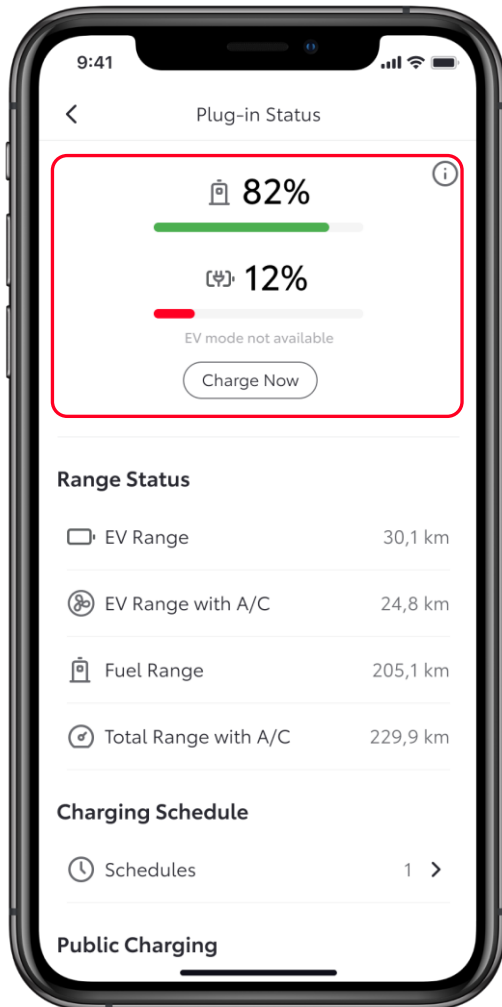 9:41
Plug-in Status
82%
12%
EV mode not available
Charge Now
Range Status
EV Range 30,1 km
EV Range with A/C 24,8 km
Fuel Range 205,1 km
Total Range with A/C 229,9 km
Charging Schedule
Schedules 1
Public Charging